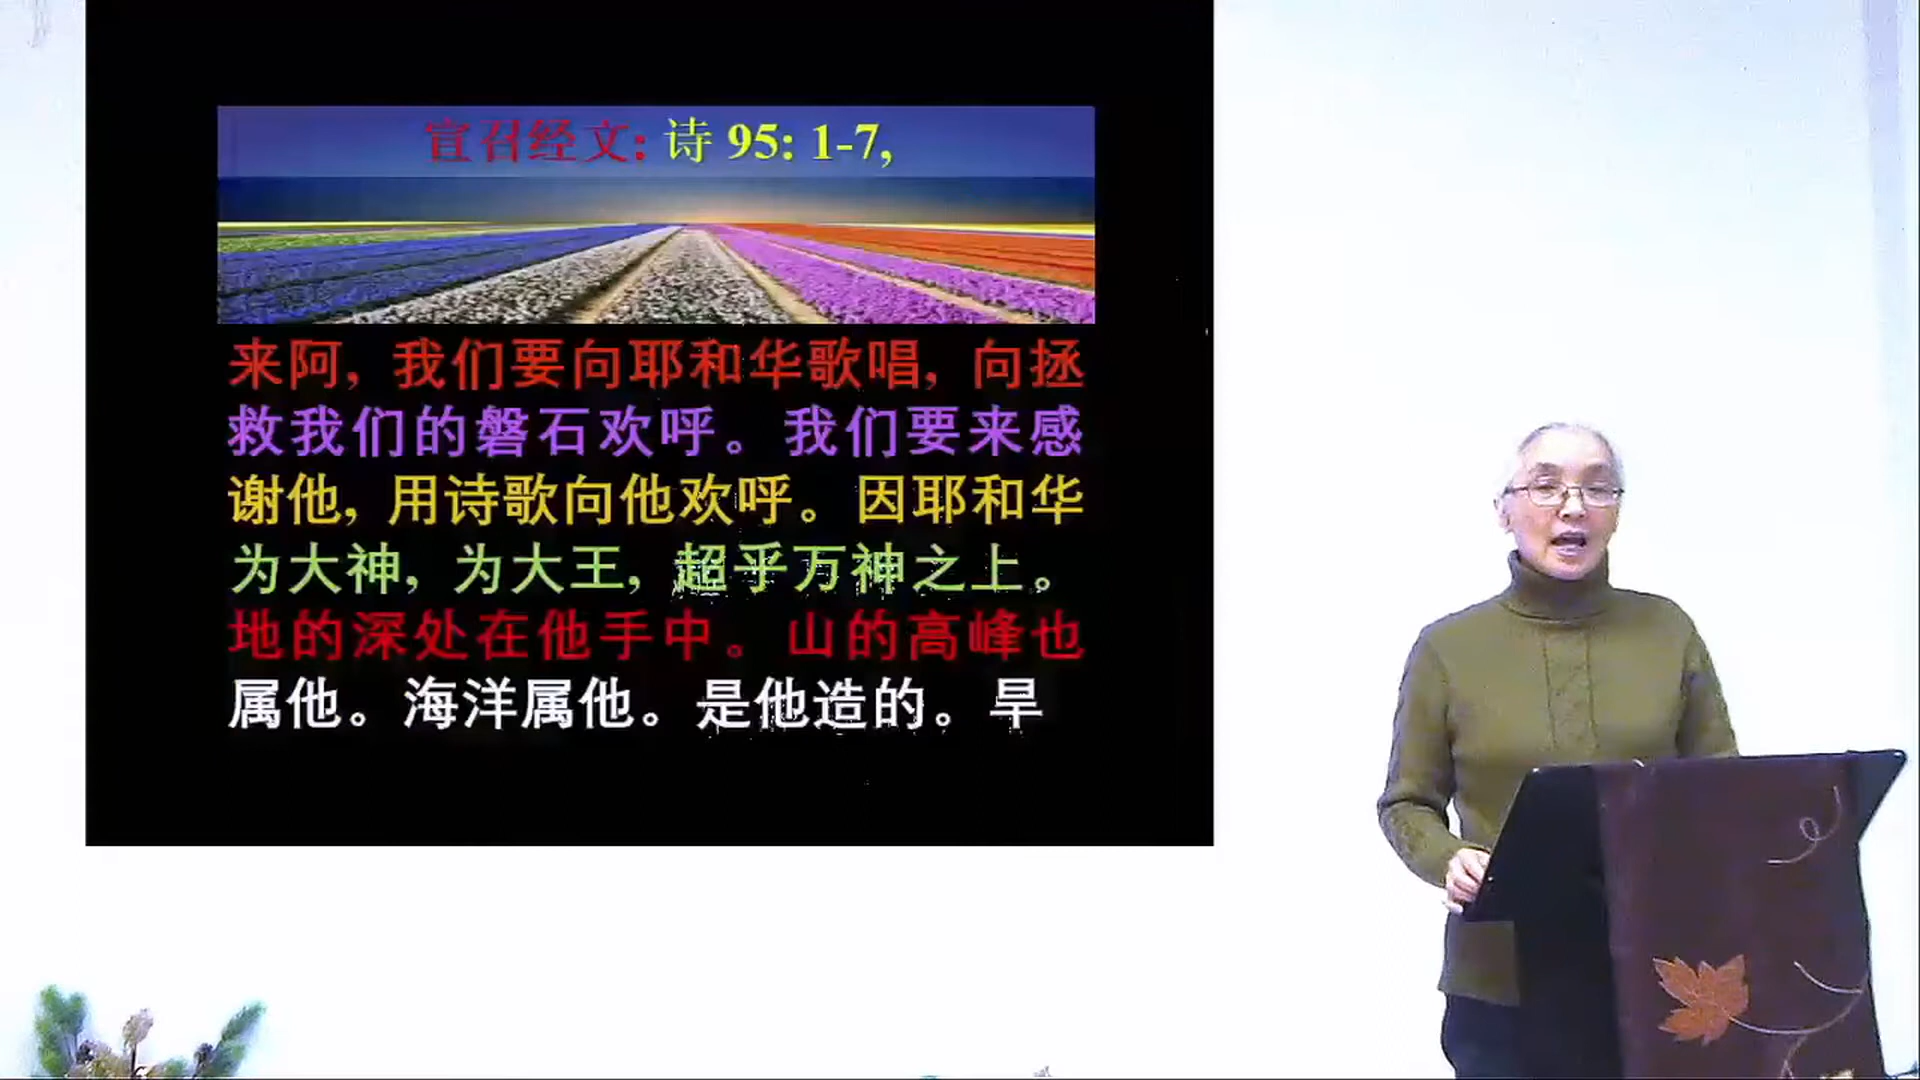 宣召经文: 诗 95: 1-7,
来阿, 我们要向耶和华歌唱, 向拯
救我们的磐石欢呼。我们要来感
谢他, 用诗歌向他欢呼。因耶和华
为大神, 为大王, 超乎万神之上。
地的深处在他手中。山的高峰也
属他。海洋属他。是他造的。旱